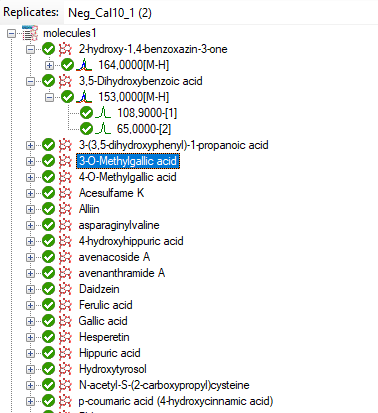 Replicates: Neg_Cal10_1 (2)
molecules1
2-hydroxy-1,4-benzoxazin-3-one
164,0000[M-H]
3,5-Dihydroxybenzoic acid
153,0000[M-H]
108,9000-[1]
65,0000-[2]
3-(3,5-dihydroxyphenyl)-1-propanoic acid
3-O-Methylgallic acid
4-O-Methylgallic acid
Acesulfame K
Alliin
asparaginylvaline
4-hydroxyhippuric acid
avenacoside A
avenanthramide A
Daidzein
Ferulic acid
Gallic acid
Hesperetin
Hippuric acid
Hydroxytyrosol
N-acetyl-S-(2-carboxypropyl)cysteine
p-coumaric acid (4-hydroxycinnamic acid)